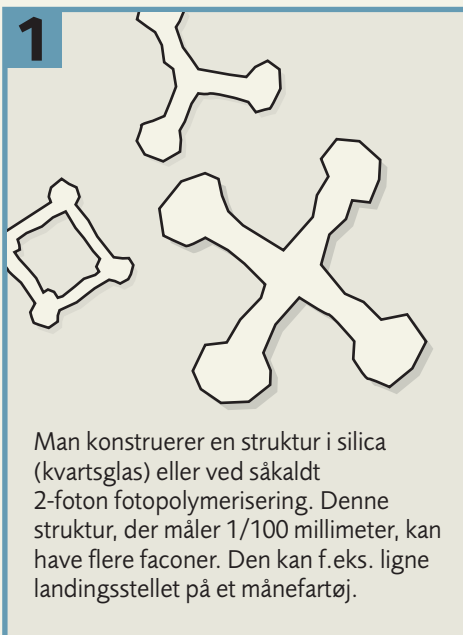 1
Man konstruerer en struktur i silica
(kvartsglas) eller ved såkaldt
2-foton fotopolymerisering. Denne
struktur, der måler 1/100 millimeter, kan
have flere faconer. Den kan f.eks. ligne
landingsstellet på et månefartøj.